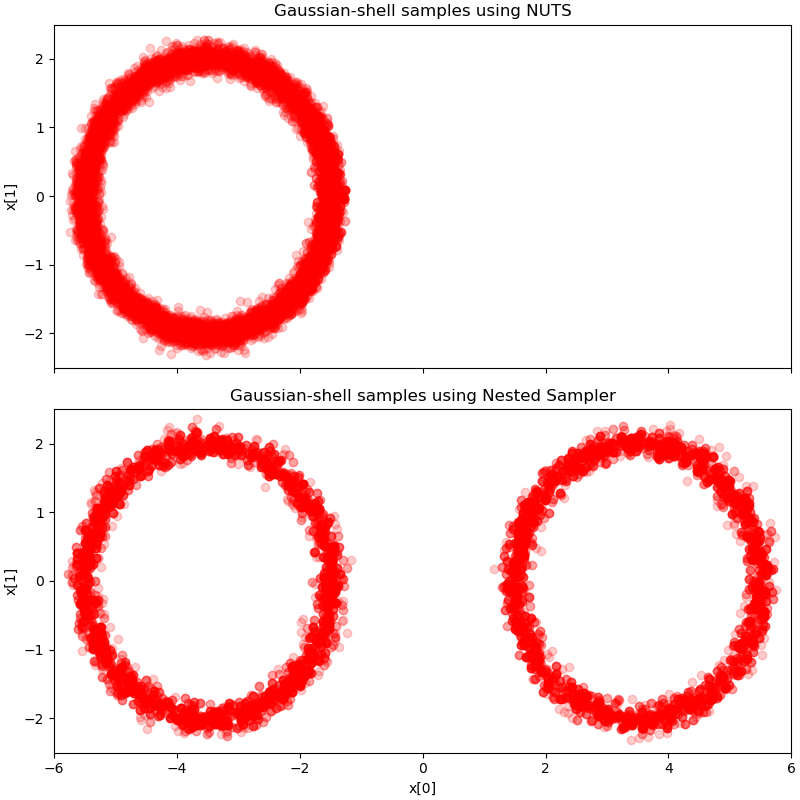 Gaussian-shell samples using NUTS
2
1
0
−1
−2
x[1]
Gaussian-shell samples using Nested Sampler
2
1
0
−1
−2
x[1]
−6 −4 −2 0 2 4 6
x[0]